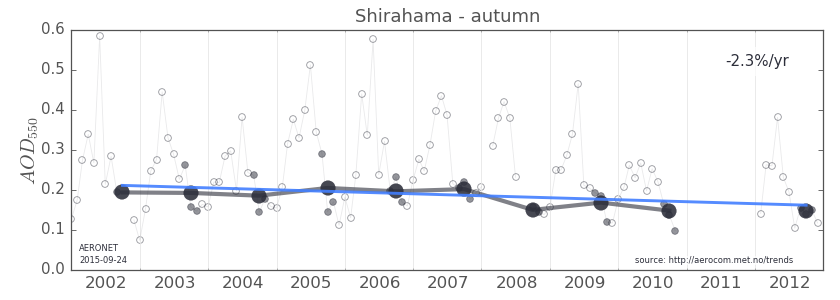 Shirahama - autumn
0.6
0.5
0.4
0.3
0.2
0.1
0.0
AOD550
-2.3%/yr
AERONET
2015-09-24
source: http://aerocom.met.no/trends
2002 2003 2004 2005 2006 2007 2008 2009 2010 2011 2012